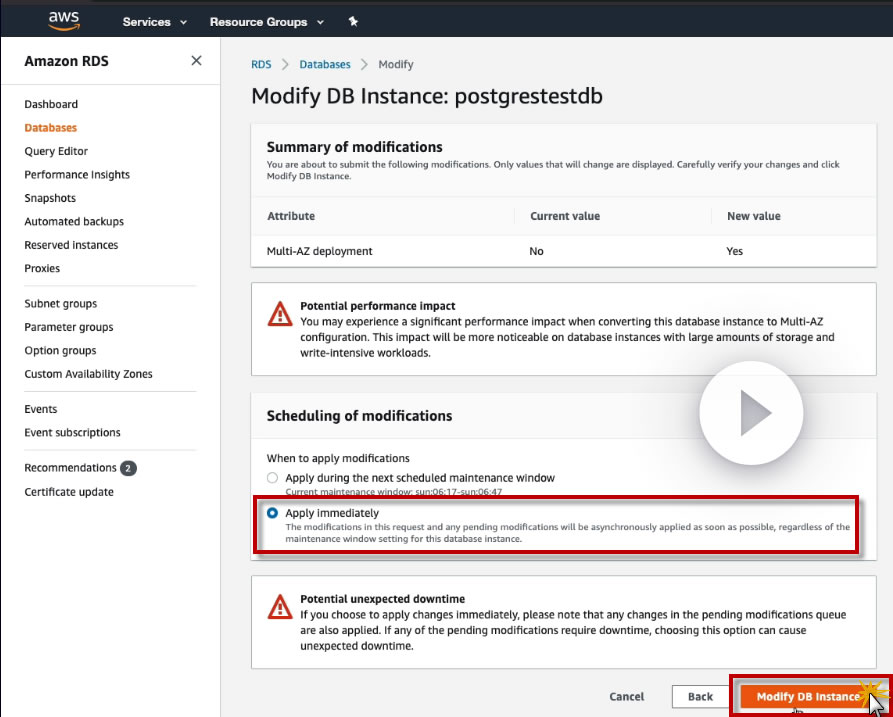 aws
Services
Resource Groups
Amazon RDS
Dashboard
Databases
Query Editor
Performance Insights
Snapshots
Automated backups
Reserved instances
Proxies
Subnet groups
Parameter groups
Option groups
Custom Availability Zones
Events
Event subscriptions
Recommendations 2
Certificate update
RDS > Databases > Modify
Modify DB Instance: postgrestestdb
Summary of modifications
You are about to submit the following modifications. Only values that will change are displayed. Carefully verify your changes and click
Modify DB Instance.
Attribute Current value New value
Multi-AZ deployment No Yes
Potential performance impact
You may experience a significant performance impact when converting this database instance to Multi-AZ
configuration. This impact will be more noticeable on database instances with large amounts of storage and
write-intensive workloads.
Scheduling of modifications
When to apply modifications
Apply during the next scheduled maintenance window
Current maintenance window: sun:06:17-sun:06:47
Apply immediately
The modifications in this request and any pending modifications will be asynchronously applied as soon as possible, regardless of the
maintenance window setting for this database instance.
Potential unexpected downtime
If you choose to apply changes immediately, please note that any changes in the pending modifications queue
are also applied. If any of the pending modifications require downtime, choosing this option can cause
unexpected downtime.
Cancel
Back
Modify DB Instance